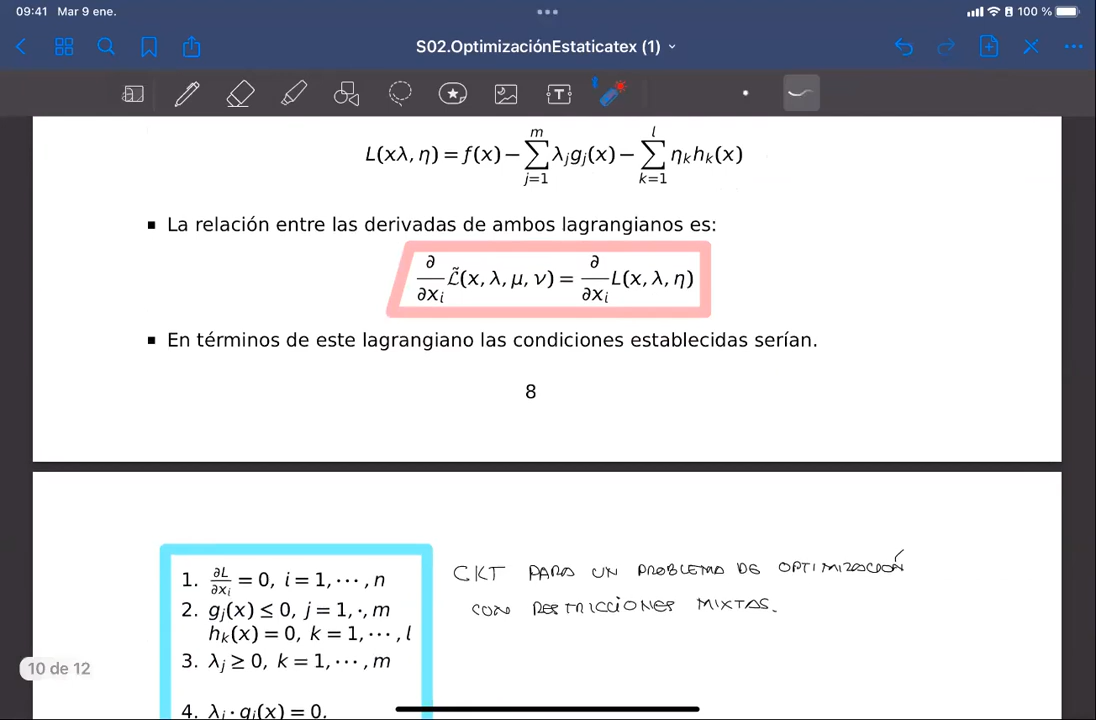 09:41 Mar 9 ene. 100 %
S02.OptimizaciónEstaticatex (1)
L(xλ, η) = f(x) − ∑_{j=1}^{m} λ_j g_j(x) − ∑_{k=1}^{l} η_k h_k(x)
▪ La relación entre las derivadas de ambos lagrangianos es:
∂/∂x_i L̃(x, λ, μ, ν) = ∂/∂x_i L(x, λ, η)
▪ En términos de este lagrangiano las condiciones establecidas serían.
8
1. ∂L/∂x_i = 0, i = 1, ⋯, n
2. g_j(x) ≤ 0, j = 1, ·, m
h_k(x) = 0, k = 1, ⋯, l
3. λ_j ≥ 0, k = 1, ⋯, m
4. λ_j · g_j(x) = 0.
CKT PARA UN PROBLEMA DE OPTIMIZACIÓN
CON RESTRICCIONES MIXTAS.
10 de 12